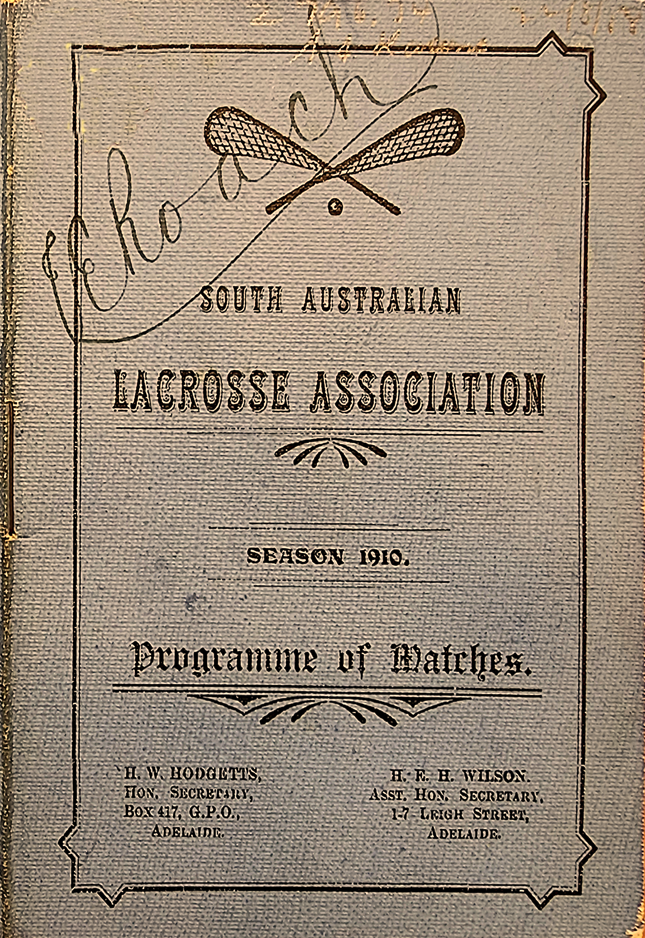 SOUTH AUSTRALIAN
LACROSSE ASSOCIATION
SEASON 1910.
Programme of Matches.
H. W. HODGETTS,
HON. SECRETARY,
BOX 417, G.P.O.,
ADELAIDE.
H. E. H. WILSON.
ASST. HON. SECRETARY,
1-7 LEIGH STREET,
ADELAIDE.